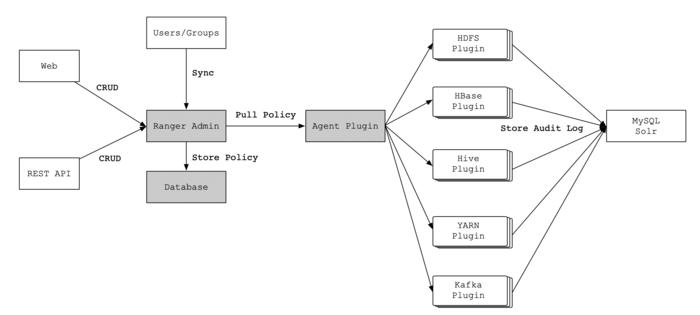 Users/Groups
Web
CRUD
Sync
Ranger Admin
Pull Policy
Agent Plugin
CRUD
REST API
Store Policy
Database
HDFS
Plugin
HBase
Plugin
Store Audit Log
MySQL
Solr
Hive
Plugin
YARN
Plugin
Kafka
Plugin